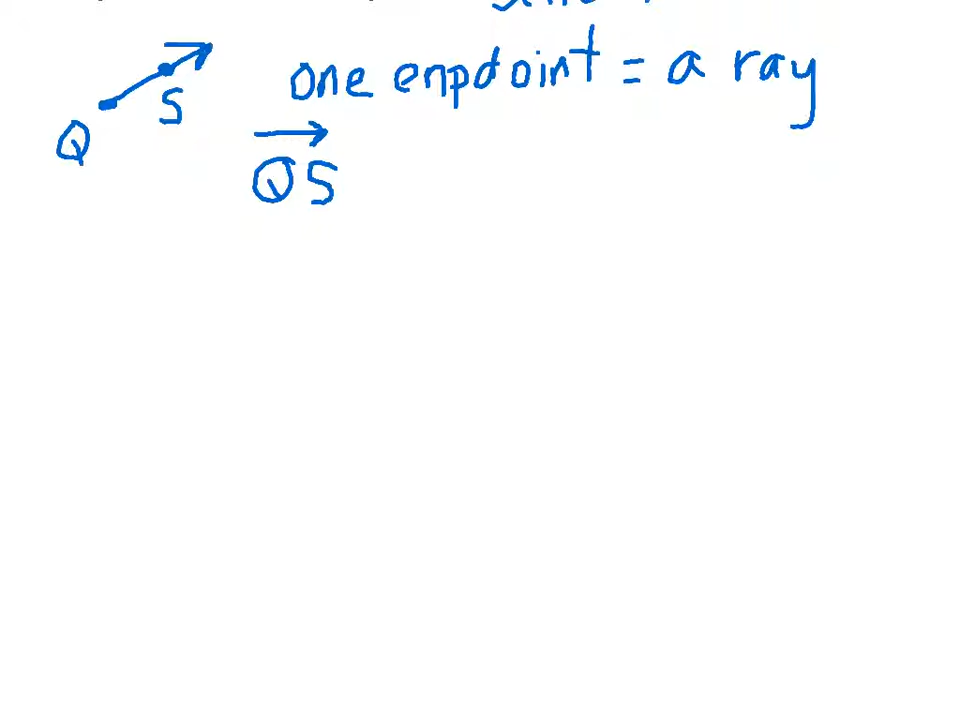 one enpdoint = a ray
S
Q
QS